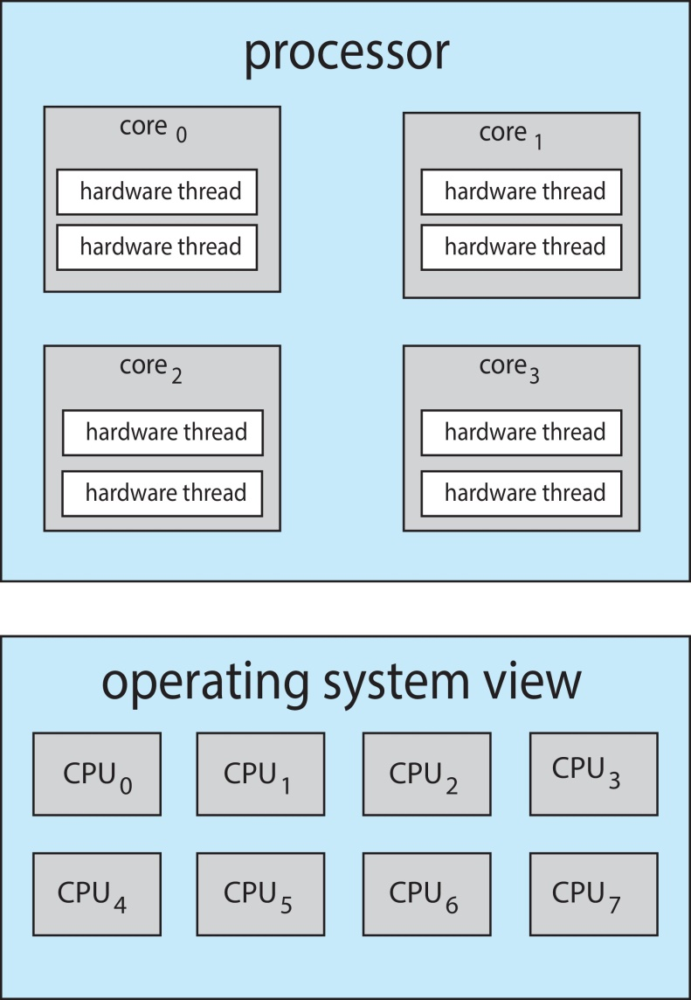 processor
core 0
core 1
hardware thread
hardware thread
hardware thread
hardware thread
core 2
core 3
hardware thread
hardware thread
hardware thread
hardware thread
operating system view
CPU 0
CPU 1
CPU 2
CPU 3
CPU 4
CPU 5
CPU 6
CPU 7